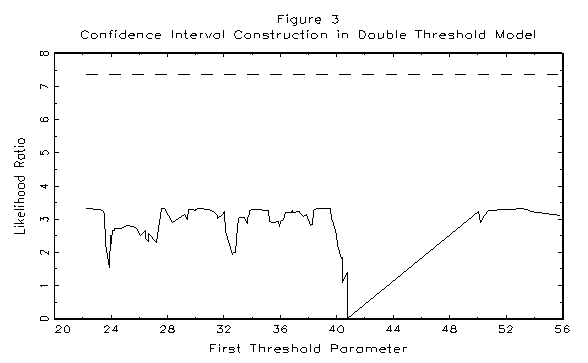 Figure 3
Confidence Interval Construction in Double Threshold Model
8
7
6
5
4
3
2
1
0
Likelihood Ratio
20 24 28 32 36 40 44 48 52 56
First Threshold Parameter